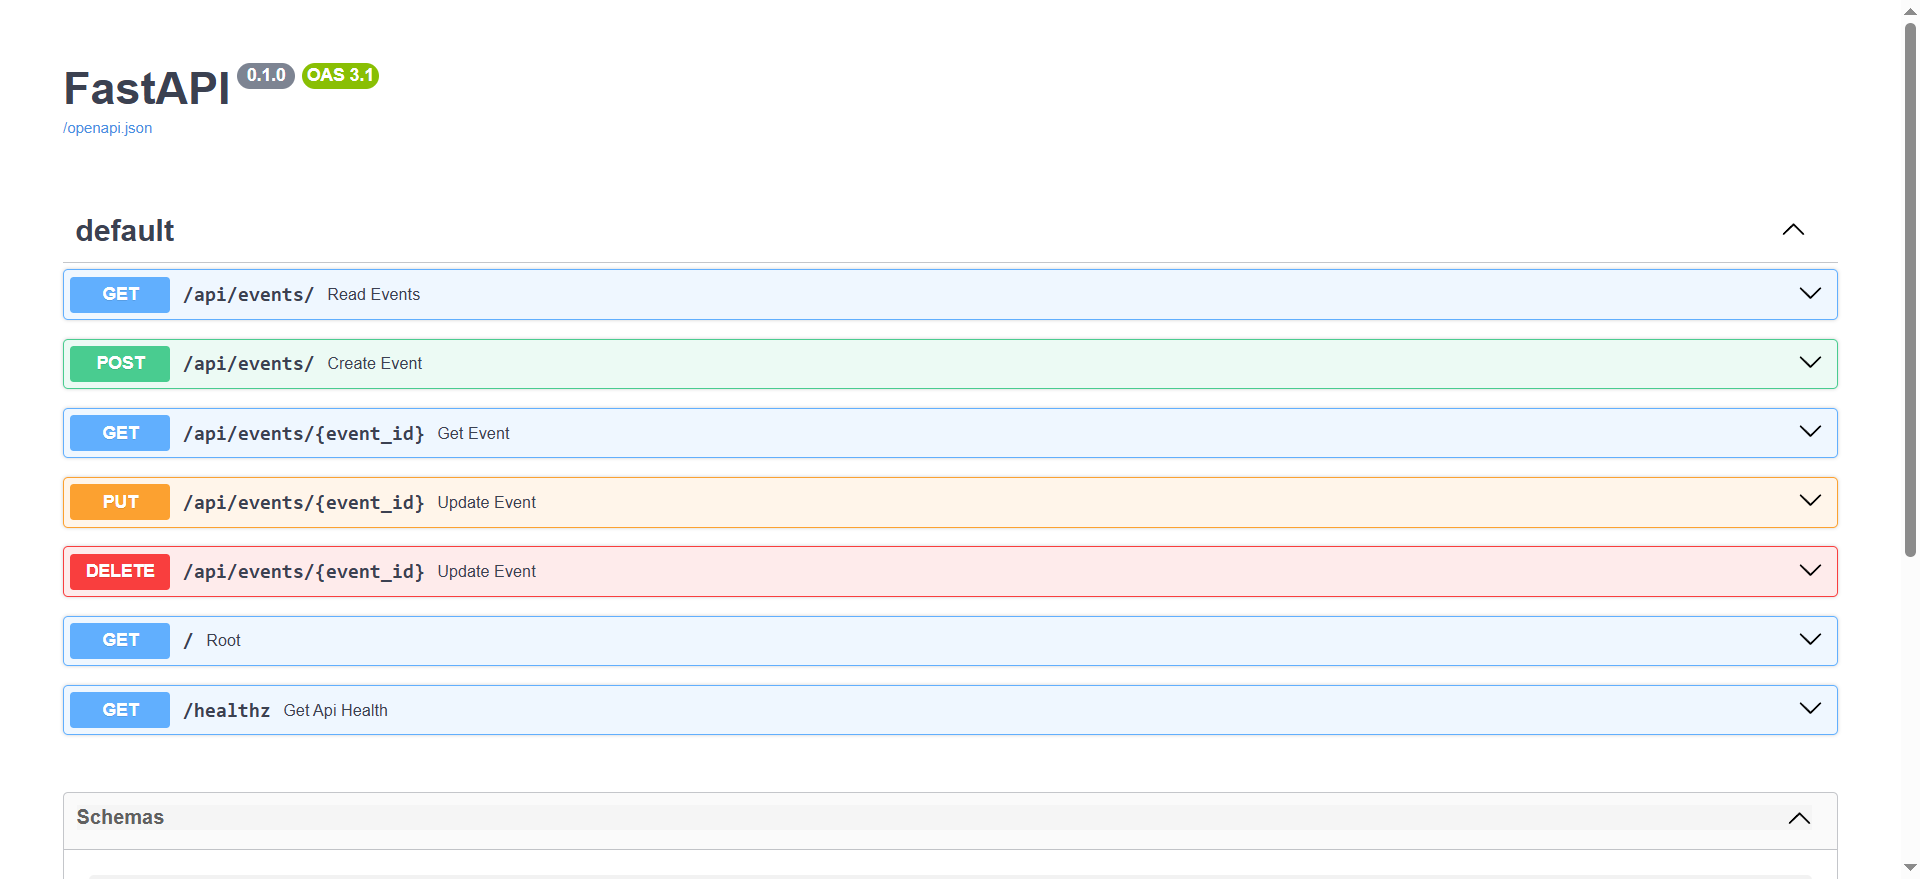 FastAPI 0.1.0 OAS 3.1
/openapi.json
default
GET /api/events/ Read Events
POST /api/events/ Create Event
GET /api/events/{event_id} Get Event
PUT /api/events/{event_id} Update Event
DELETE /api/events/{event_id} Update Event
GET / Root
GET /healthz Get Api Health
Schemas